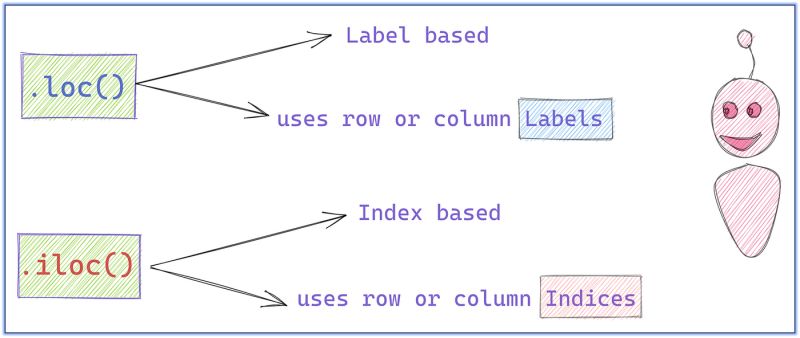 .loc()
Label based
uses row or column Labels
.iloc()
Index based
uses row or column Indices